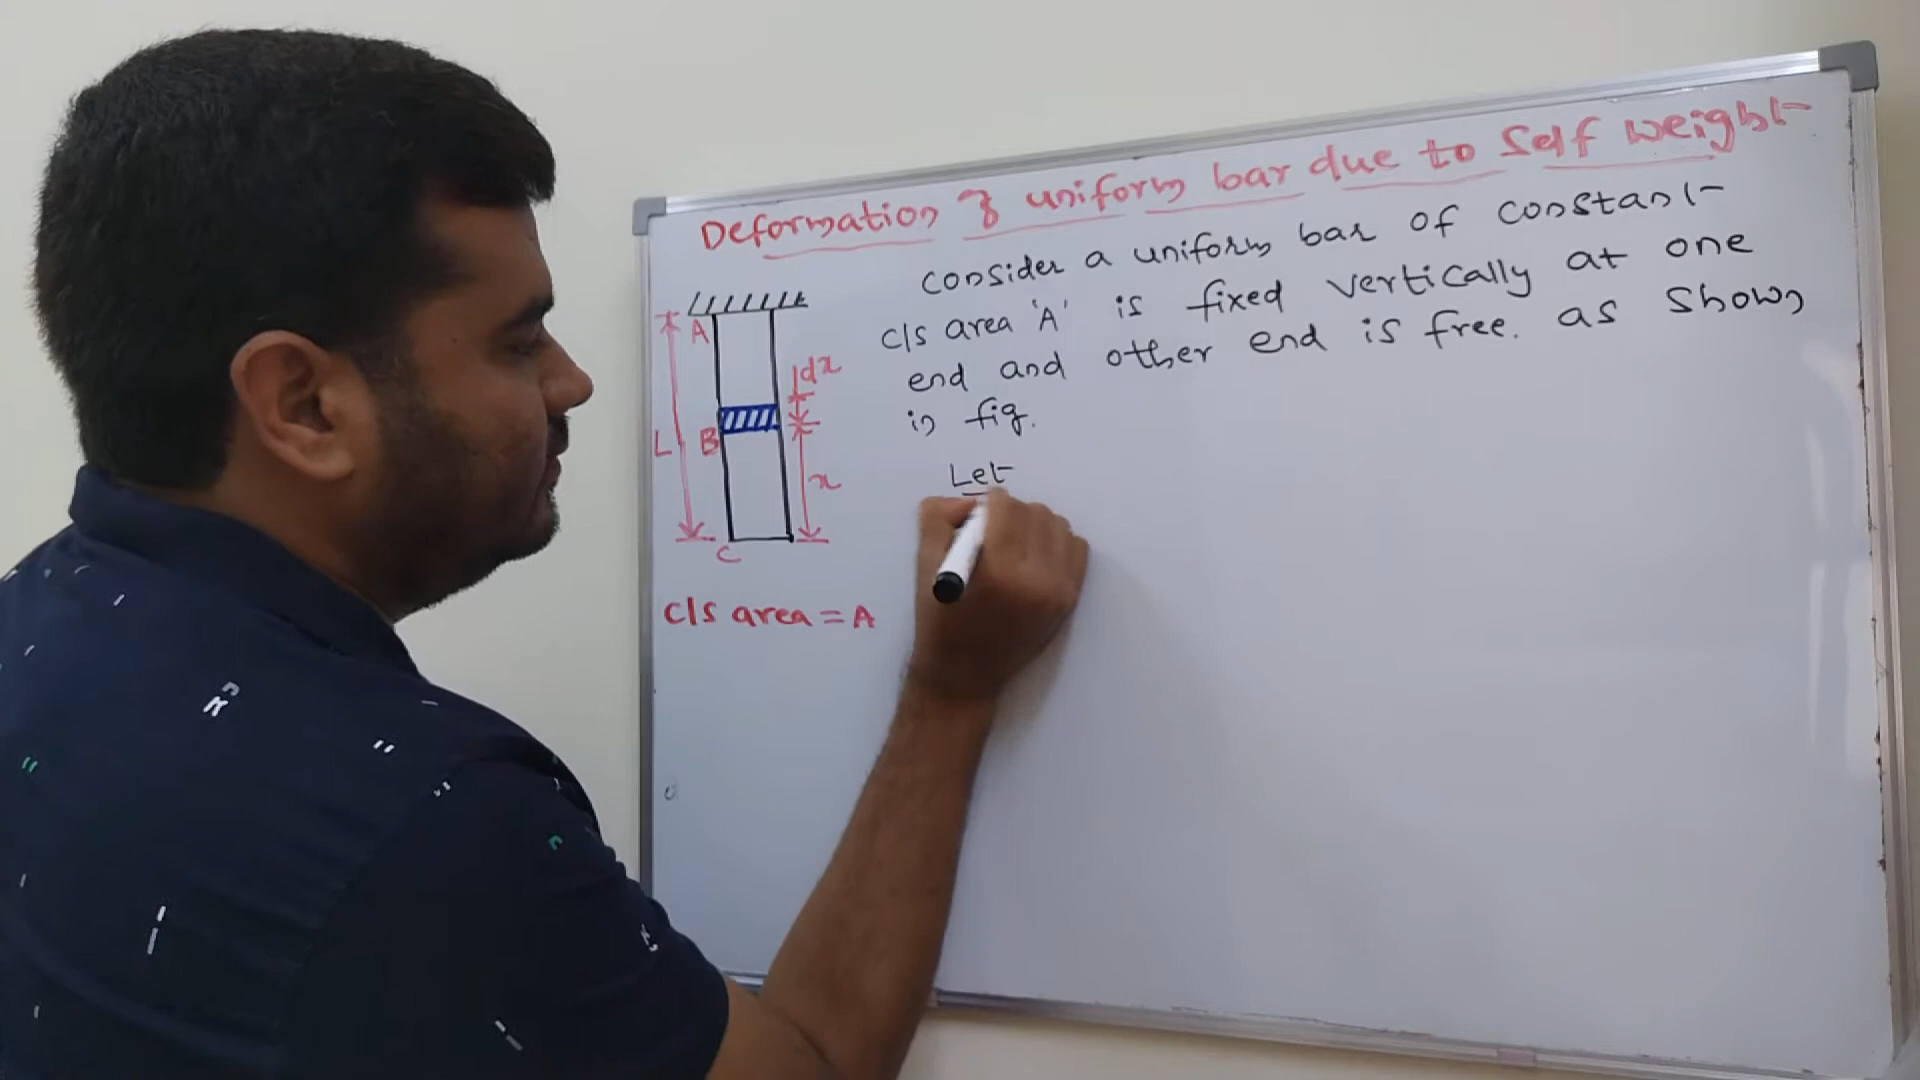 Deformation of uniform bar due to Self weight
Consider a uniform bar of constant
c/s area 'A' is fixed vertically at one
end and other end is free. as shown
in fig.
Let
A
dx
L
B
x
C
c/s area = A